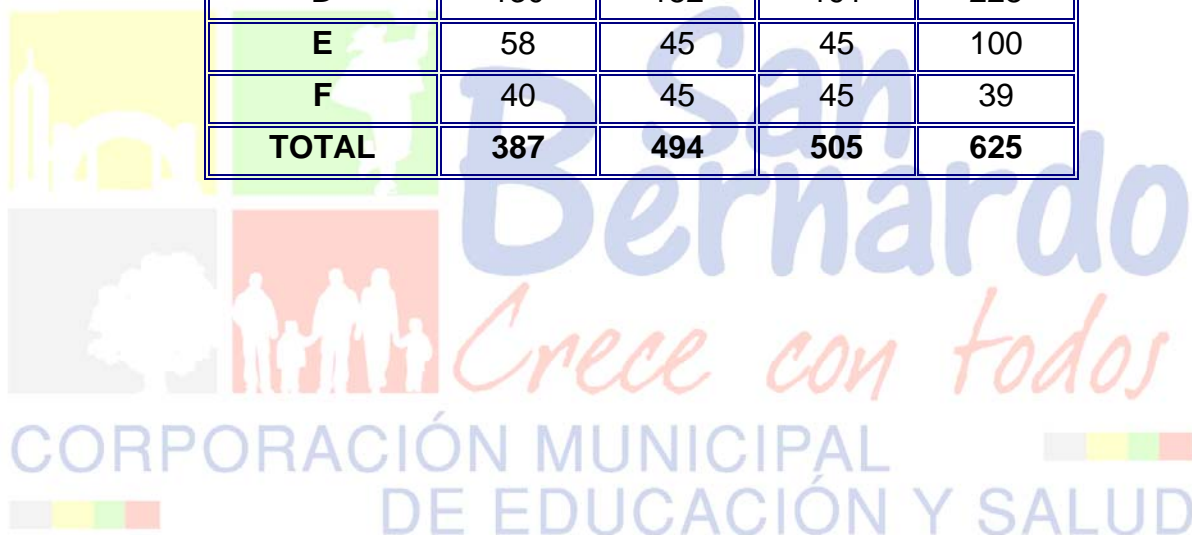 E 58 45 45 100
F 40 45 45 39
TOTAL 387 494 505 625
San
Bernardo
Crece con todos
CORPORACIÓN MUNICIPAL
DE EDUCACIÓN Y SALUD